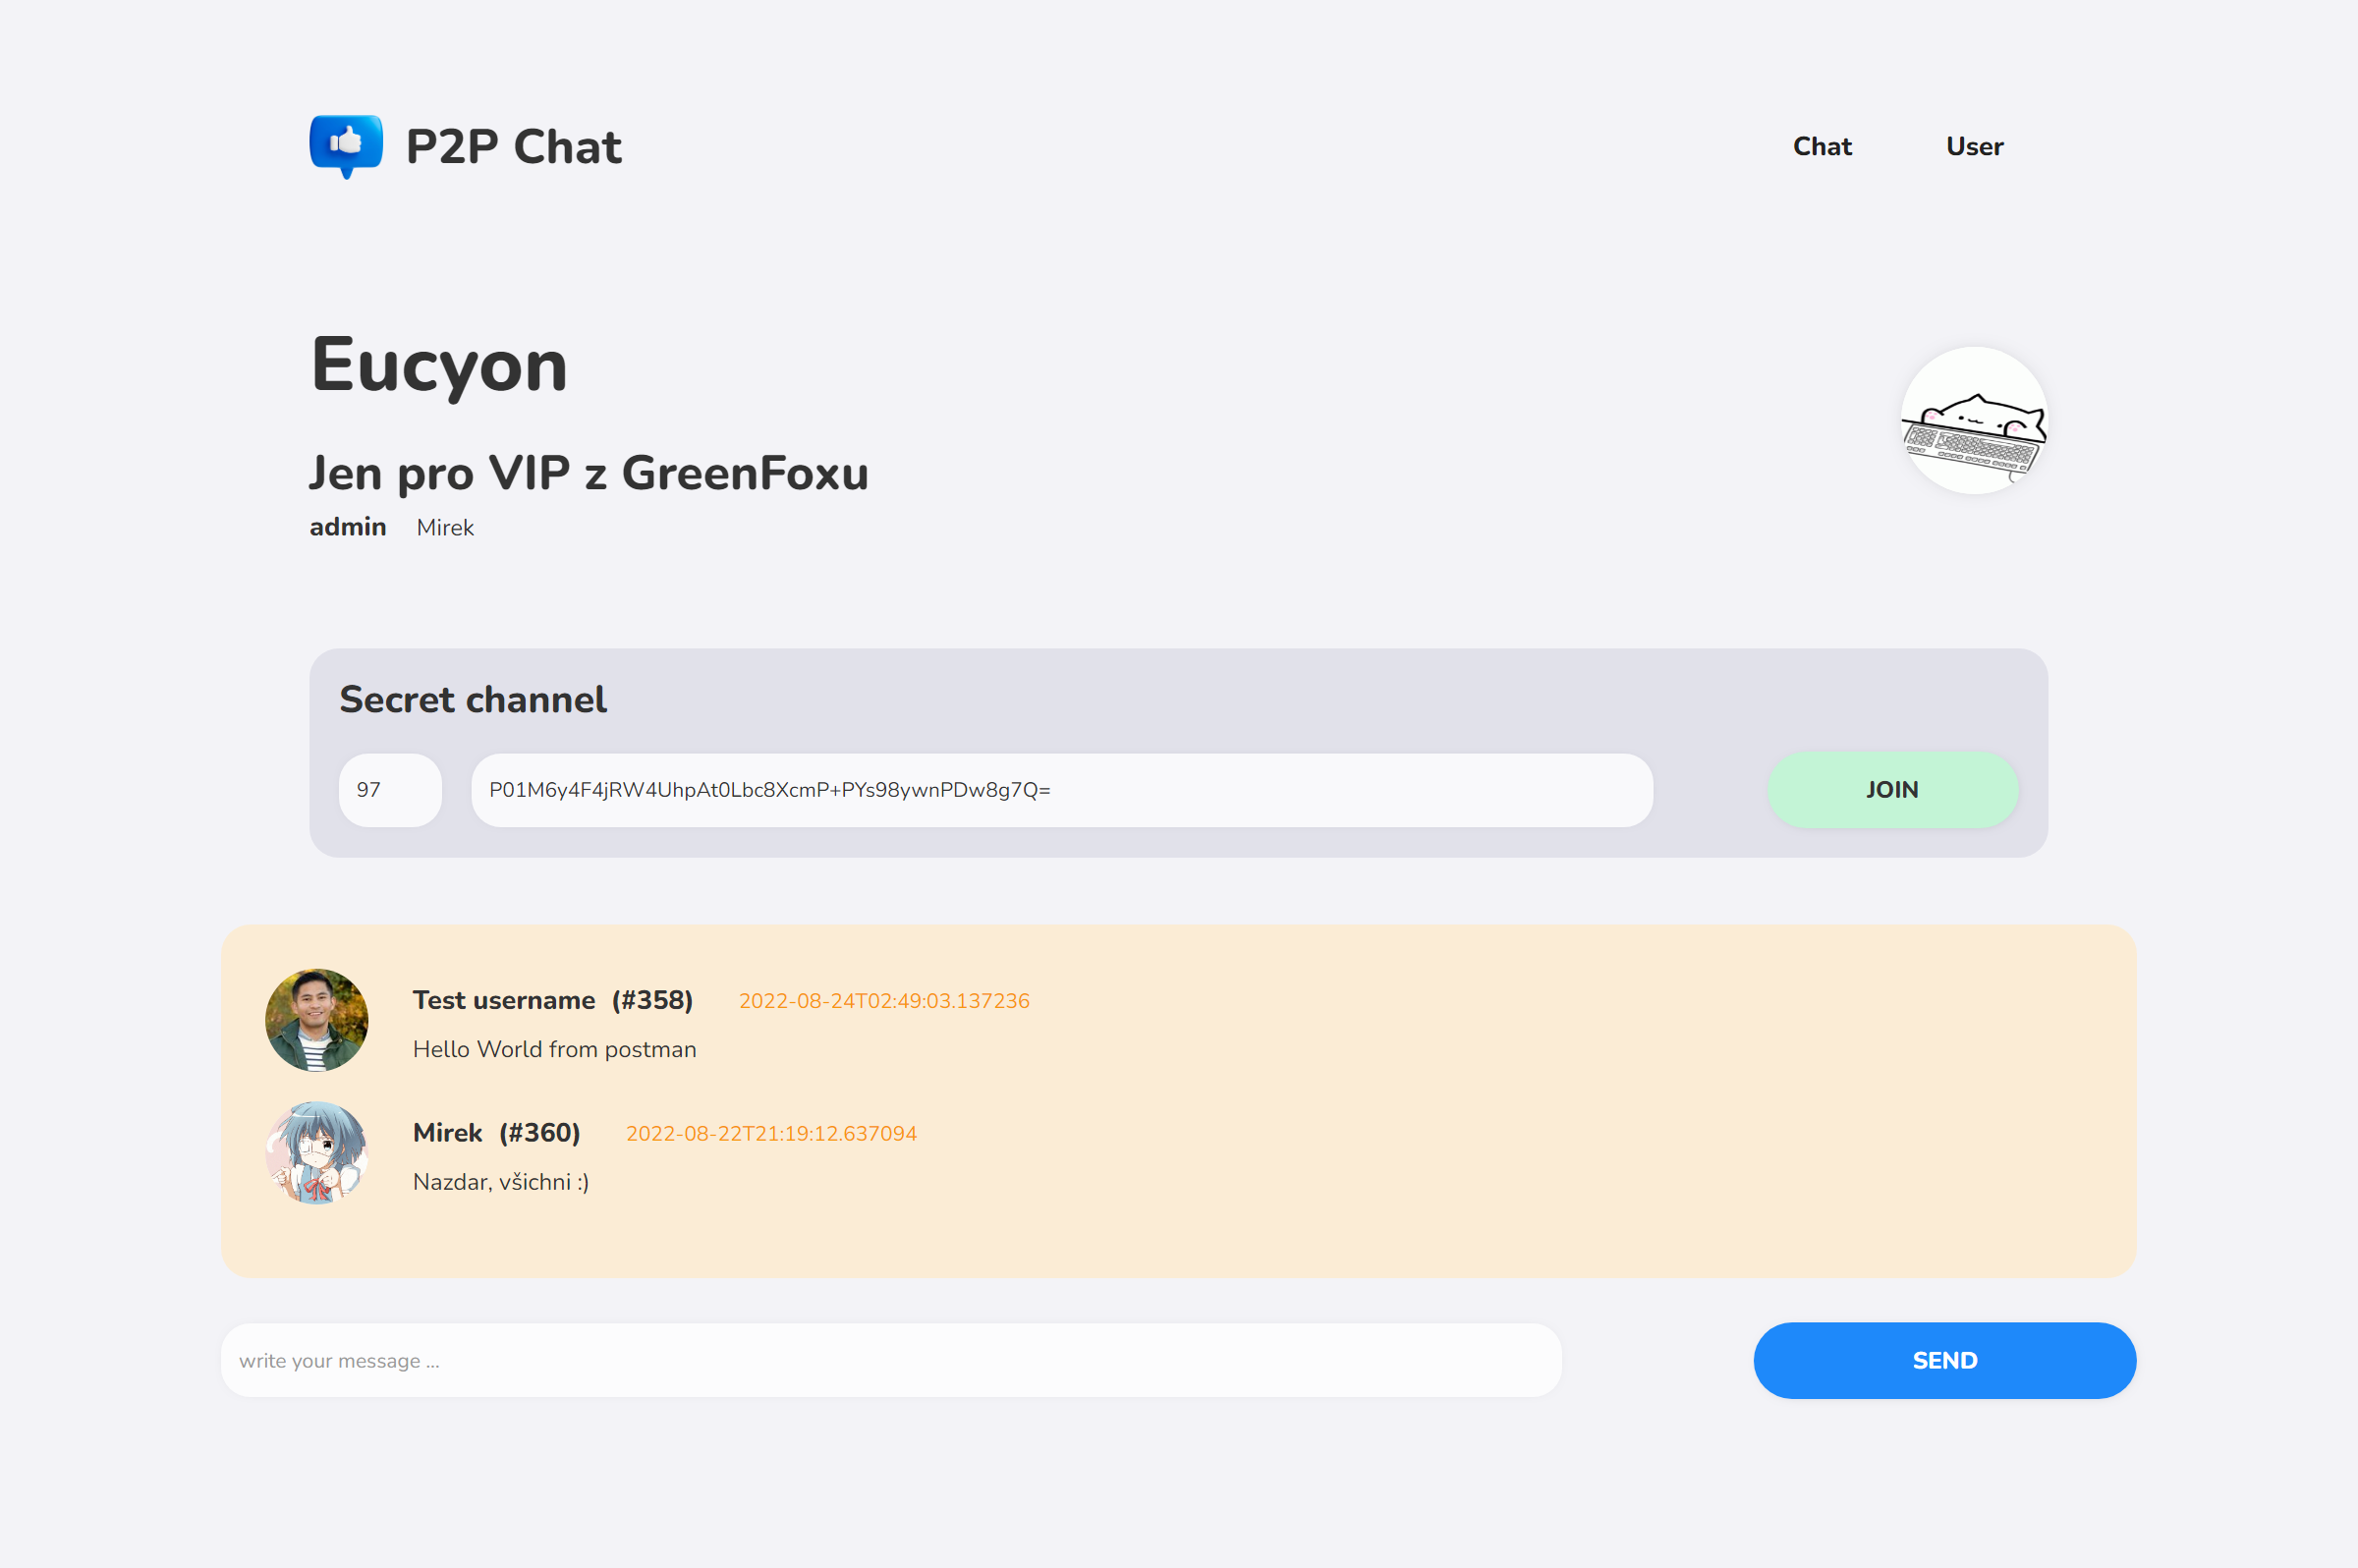 P2P Chat
Chat User
Eucyon
Jen pro VIP z GreenFoxu
admin Mirek
Secret channel
97 P01M6y4F4jRW4UhpAt0Lbc8XcmP+PYs98ywnPDw8g7Q= JOIN
Test username (#358) 2022-08-24T02:49:03.137236
Hello World from postman
Mirek (#360) 2022-08-22T21:19:12.637094
Nazdar, všichni :)
write your message ... SEND